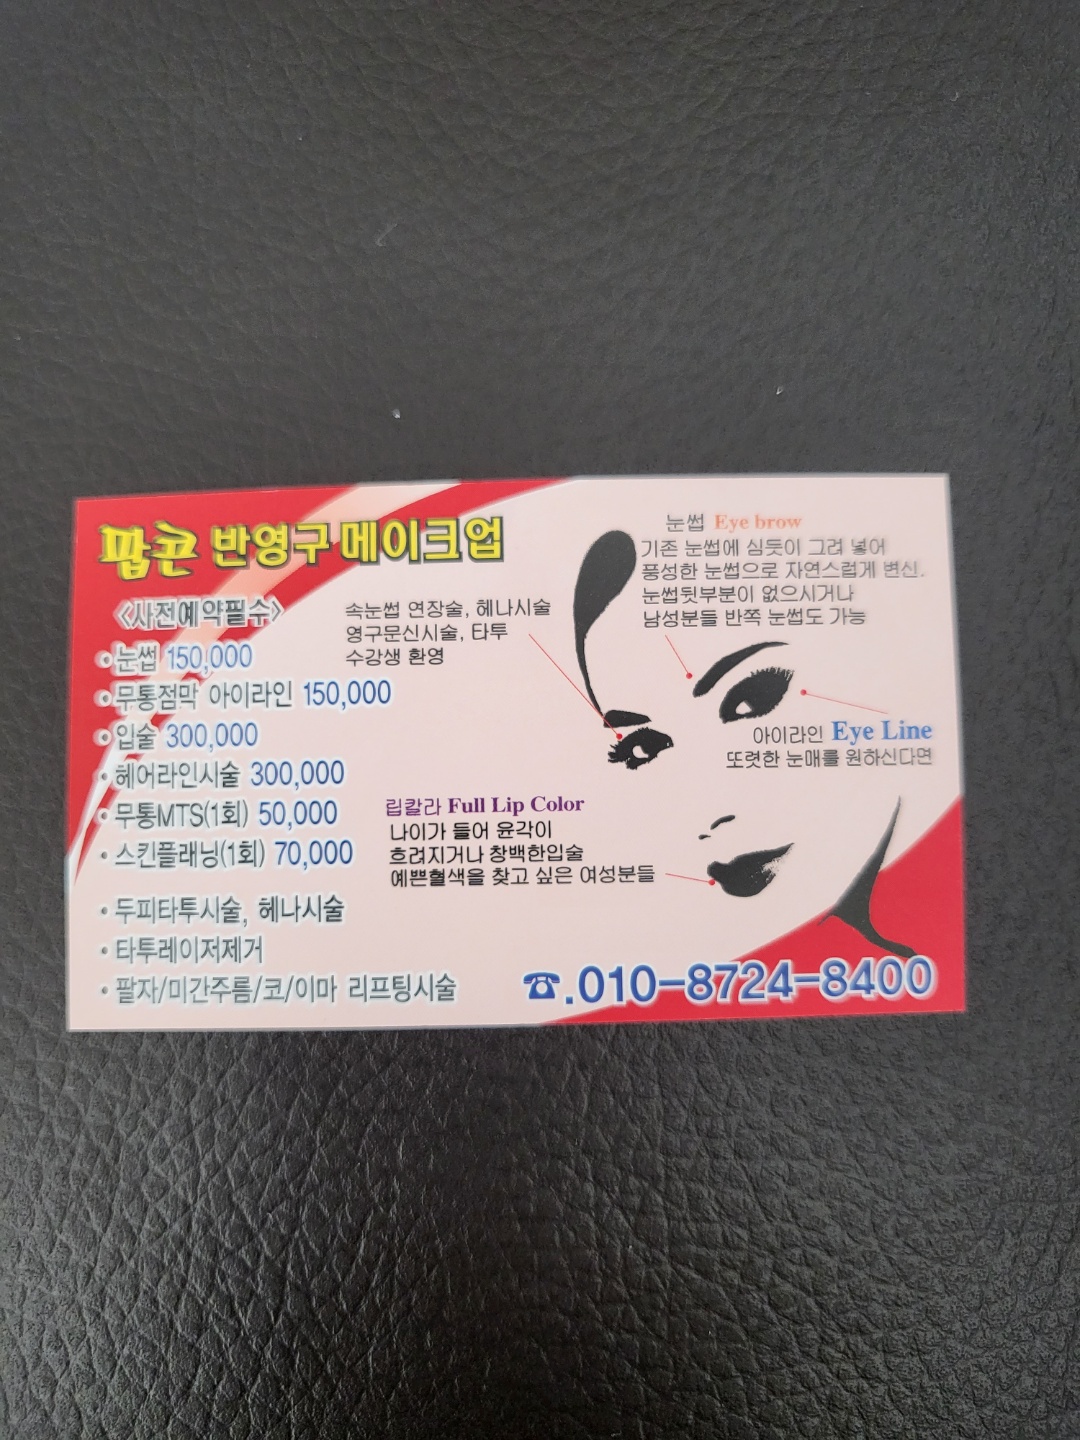 팝콘 반영구 메이크업
<사전예약필수>
• 눈썹 150,000
• 무통점막 아이라인 150,000
• 입술 300,000
• 헤어라인시술 300,000
• 무통MTS(1회) 50,000
• 스킨플래닝(1회) 70,000
• 두피타투시술, 헤나시술
• 타투레이저제거
• 팔자/미간주름/코/이마 리프팅시술
속눈썹 연장술, 헤나시술
영구문신시술, 타투
수강생 환영
눈썹 Eye brow
기존 눈썹에 심듯이 그려 넣어
풍성한 눈썹으로 자연스럽게 변신.
눈썹뒷부분이 없으시거나
남성분들 반쪽 눈썹도 가능
아이라인 Eye Line
또렷한 눈매를 원하신다면
립칼라 Full Lip Color
나이가 들어 윤각이
흐려지거나 창백한입술
예쁜혈색을 찾고 싶은 여성분들
☎.010-8724-8400